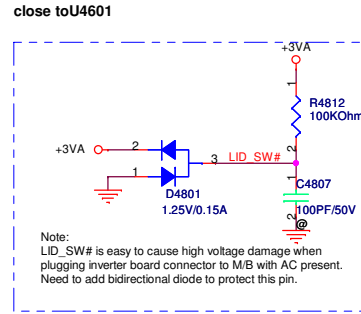 close toU4601
+3VA
1
R4812
100KOhm
2
+3VA
2
3
LID_SW#
1
1
D4801
1.25V/0.15A
C4807
100PF/50V
2
@
Note:
LID_SW# is easy to cause high voltage damage when
plugging inverter board connector to M/B with AC present.
Need to add bidirectional diode to protect this pin.